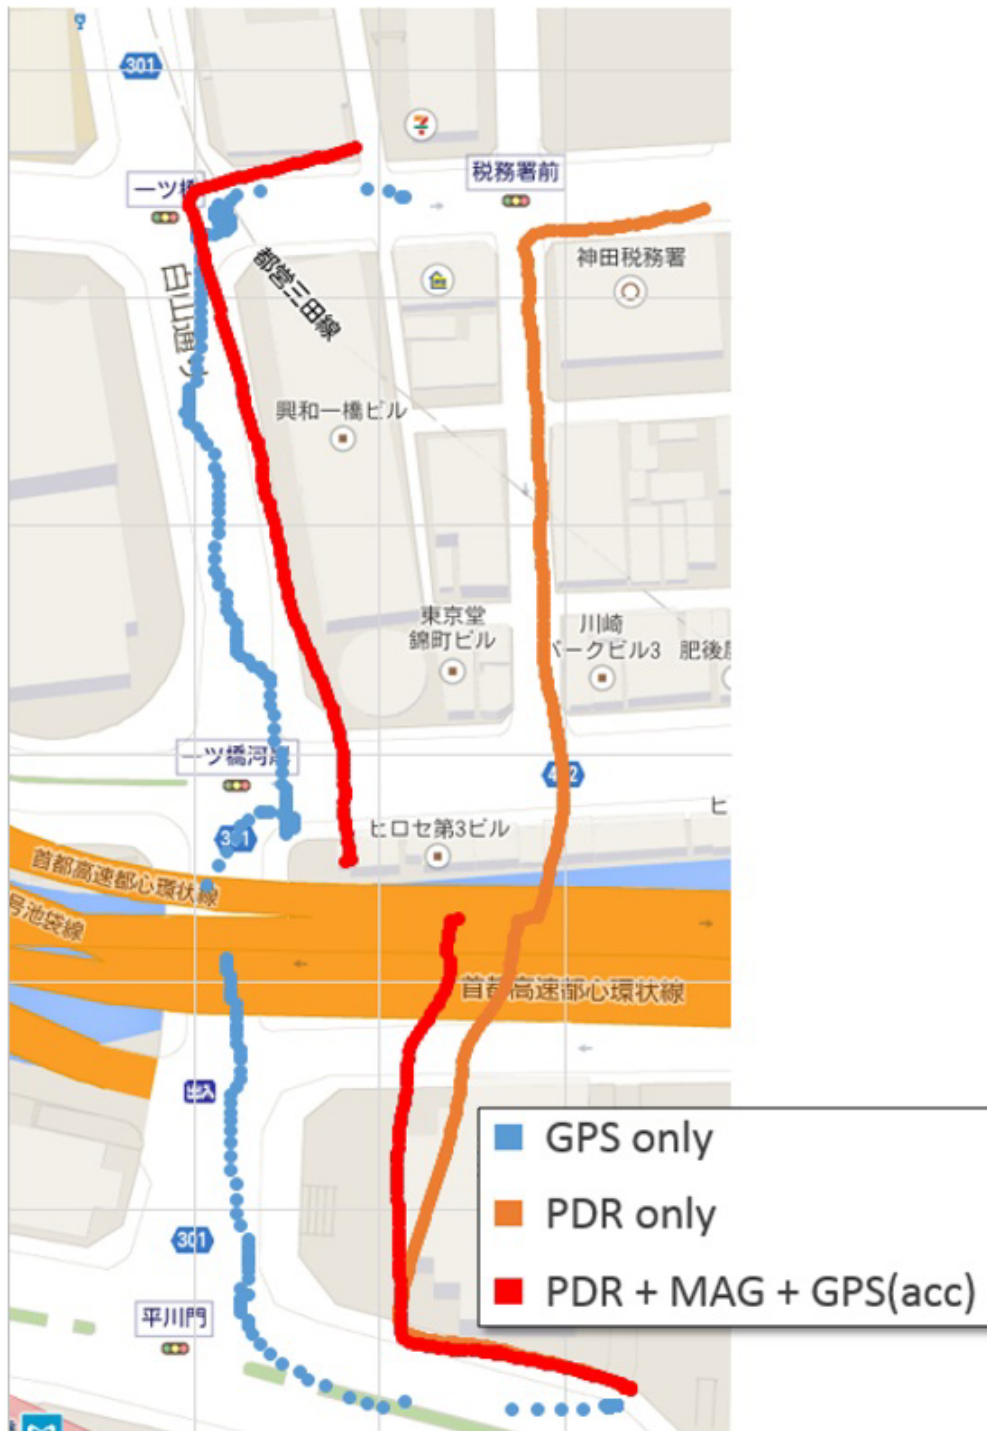 301
税務署前
一ツ橋
神田税務署
都営三田線
白山通り
興和一橋ビル
東京堂
錦町ビル
川崎
パークビル3
肥後
一ツ橋河岸
ヒ
ヒロセ第3ビル
首都高速都心環状線
号池袋線
首都高速都心環状線
出入
GPS only
PDR only
301
PDR + MAG + GPS(acc)
平川門